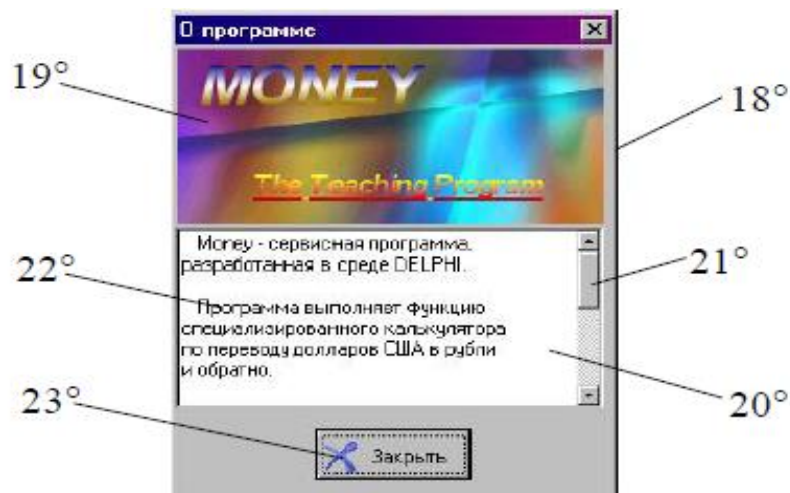 О программе
19°
MONEY
18°
The Teaching Program
Money - сервисная программа,
разработанная в среде DELPHI.
22°
21°
Программа выполняет функцию
специализированного калькулятора
по переводу долларов США в рубли
и обратно.
20°
23°
Закрыть